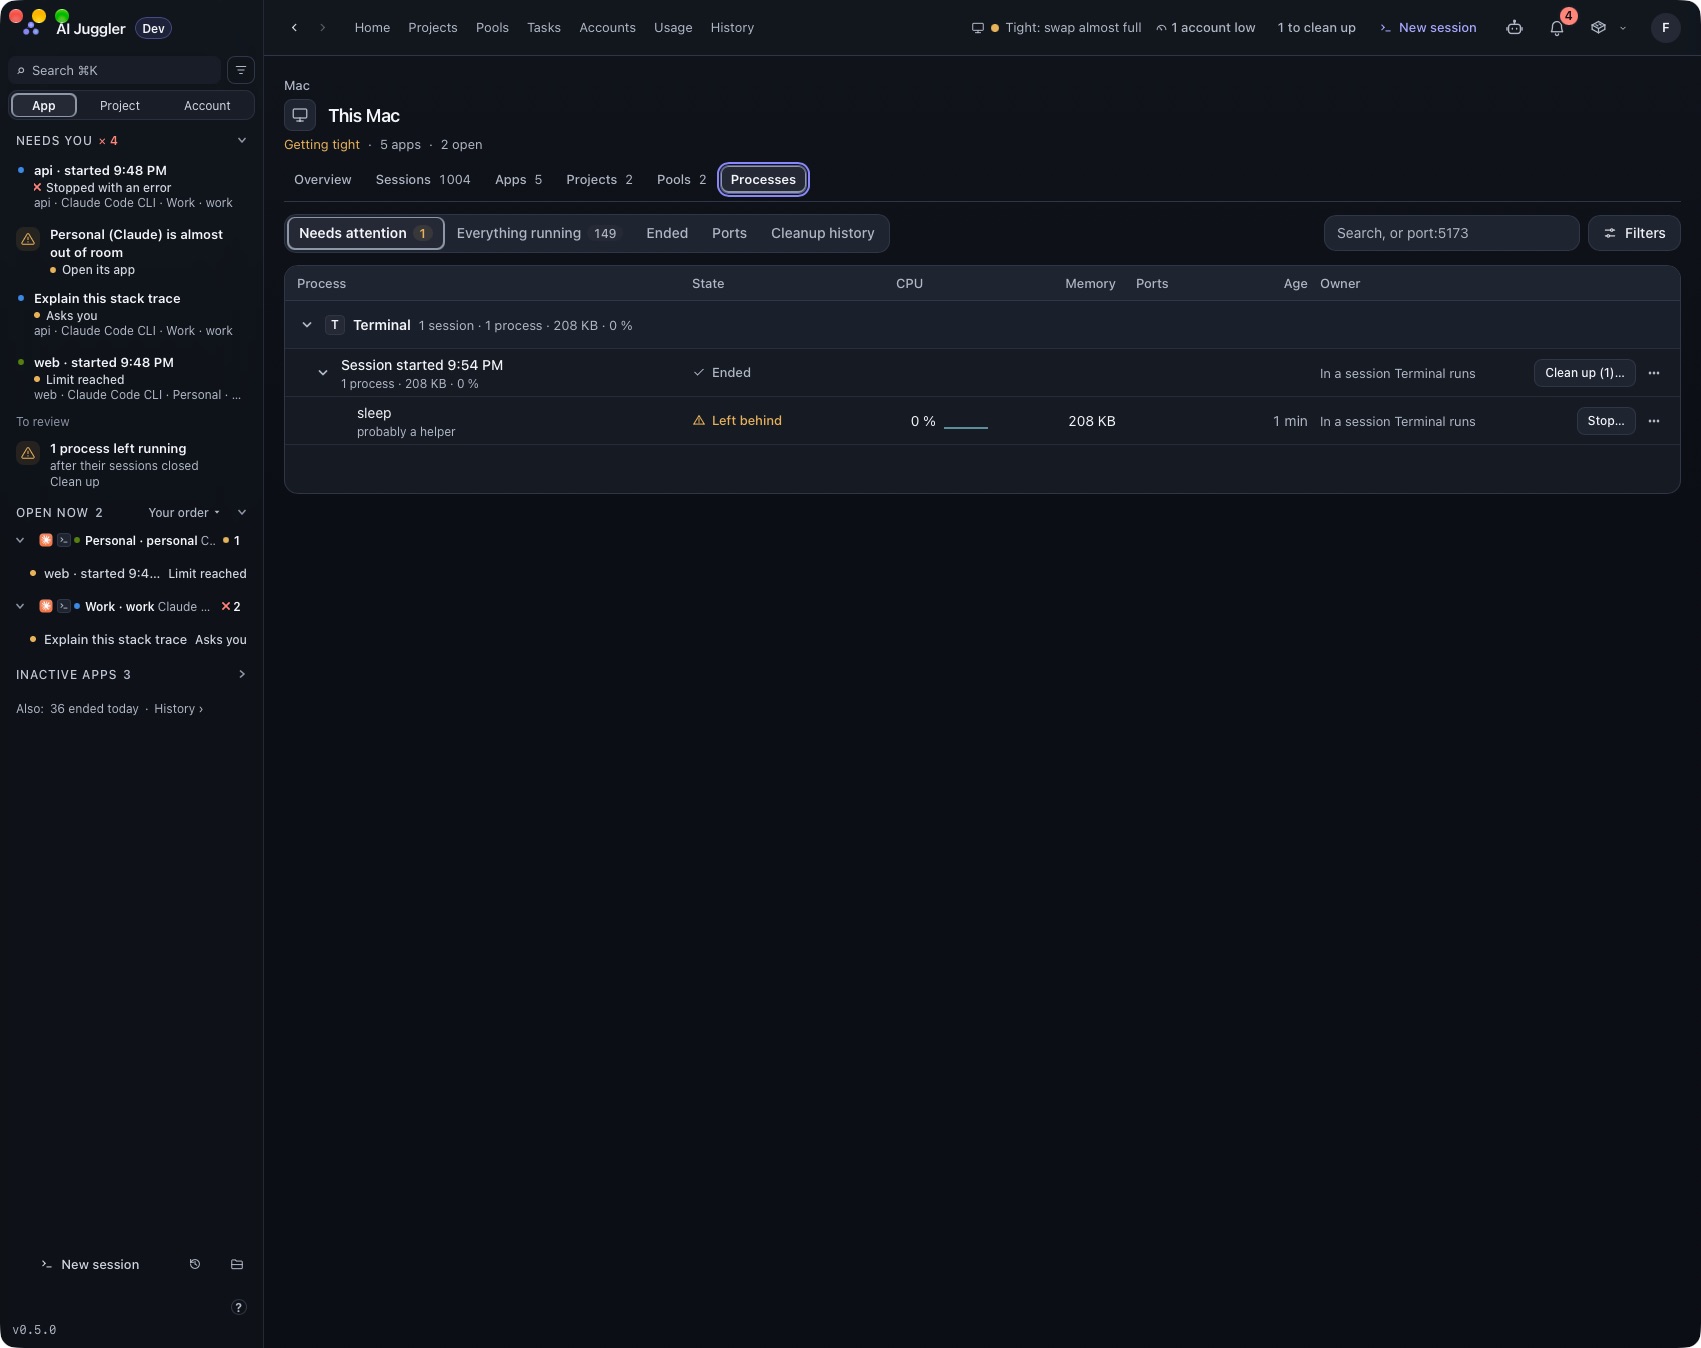 AI Juggler Dev
Search ⌘K
App Project Account
NEEDS YOU × 4
api · started 9:48 PM
Stopped with an error
api · Claude Code CLI · Work · work
Personal (Claude) is almost
out of room
Open its app
Explain this stack trace
Asks you
api · Claude Code CLI · Work · work
web · started 9:48 PM
Limit reached
web · Claude Code CLI · Personal · ...
To review
1 process left running
after their sessions closed
Clean up
OPEN NOW 2 Your order
Personal · personal C.. 1
web · started 9:4... Limit reached
Work · work Claude ... 2
Explain this stack trace Asks you
INACTIVE APPS 3
Also: 36 ended today · History ›
New session
?
v0.5.0
Home Projects Pools Tasks Accounts Usage History
Tight: swap almost full 1 account low 1 to clean up New session 4 F
Mac
This Mac
Getting tight · 5 apps · 2 open
Overview Sessions 1004 Apps 5 Projects 2 Pools 2 Processes
Needs attention 1 Everything running 149 Ended Ports Cleanup history
Search, or port:5173 Filters
Process State CPU Memory Ports Age Owner
T Terminal 1 session · 1 process · 208 KB · 0 %
Session started 9:54 PM
1 process · 208 KB · 0 %
Ended In a session Terminal runs Clean up (1)... ···
sleep
probably a helper
Left behind 0 % 208 KB 1 min In a session Terminal runs Stop... ···